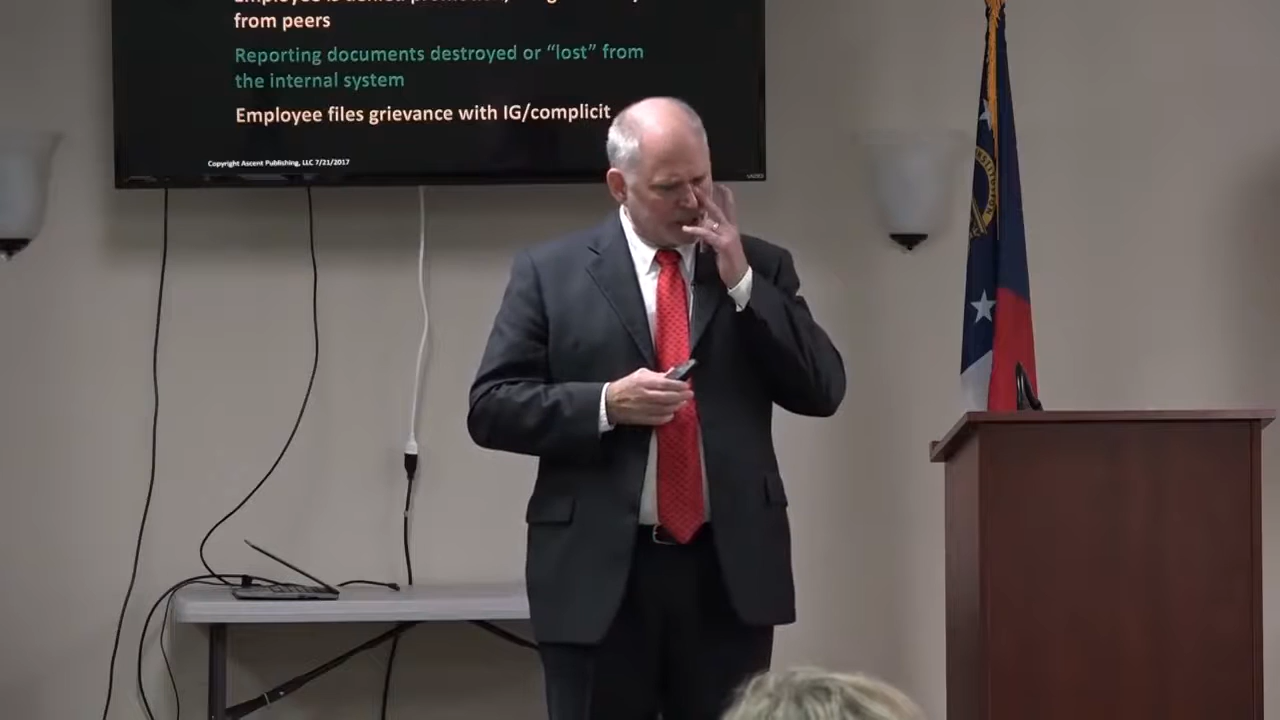 from peers
Reporting documents destroyed or “lost” from
the internal system
Employee files grievance with IG/complicit
Copyright Ascent Publishing, LLC 7/21/2017